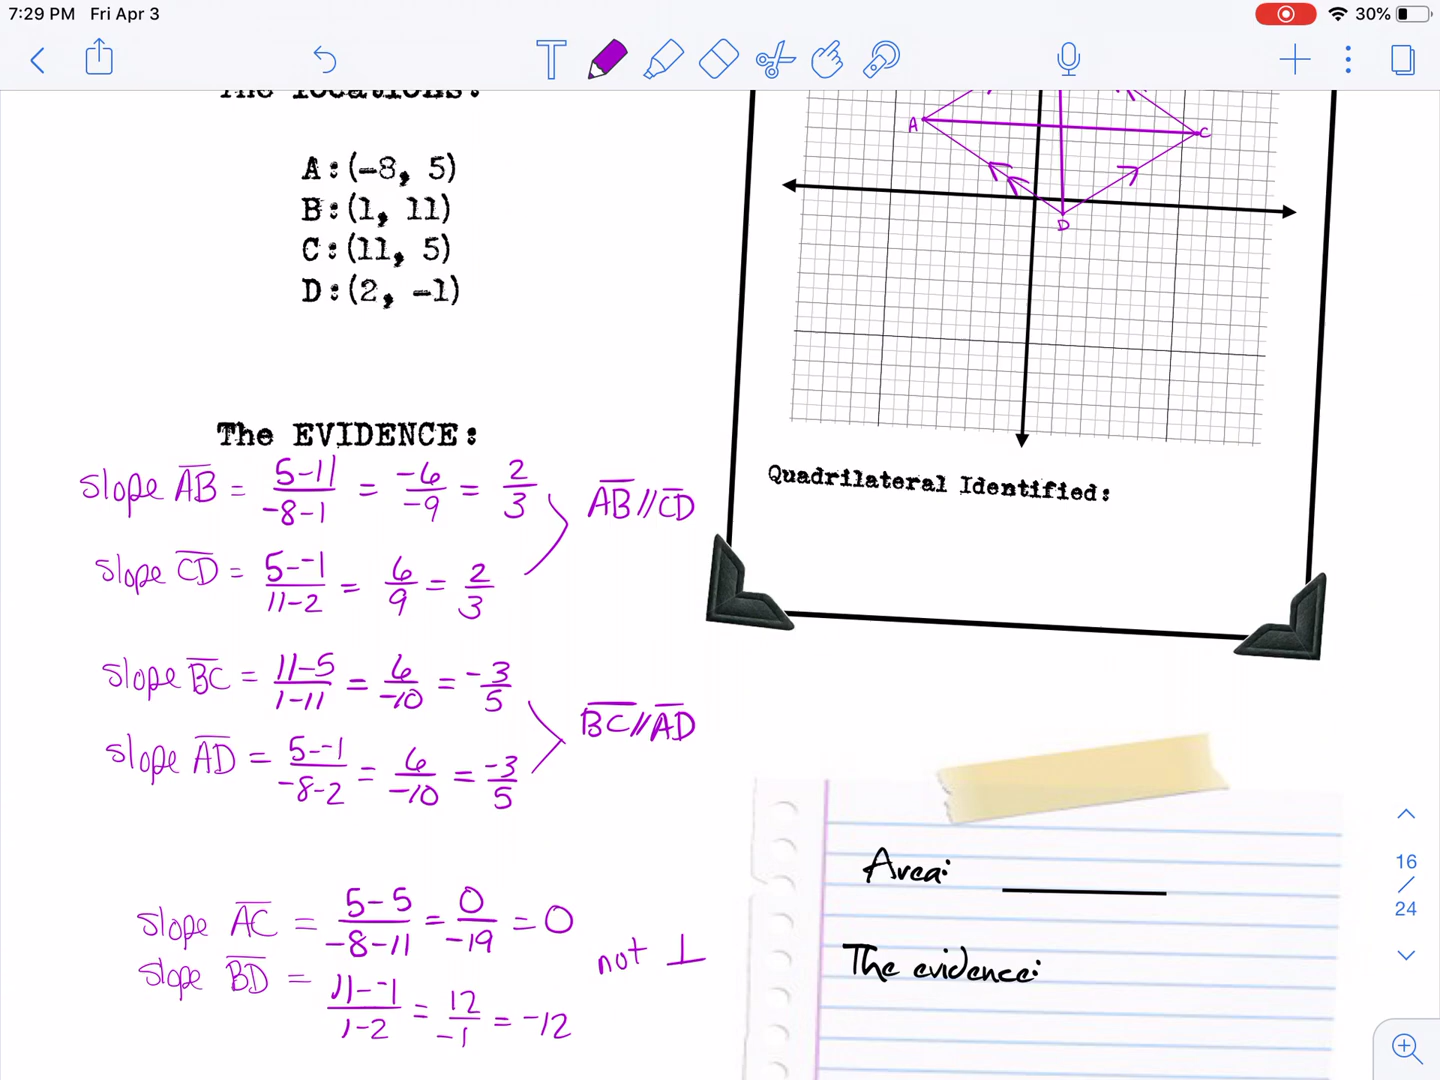 7:29 PM Fri Apr 3
30%
The locations:
A:(-8, 5)
B:(1, 11)
C:(11, 5)
D:(2, -1)
The EVIDENCE:
slope AB = 5-11/-8-1 = -6/-9 = 2/3
AB//CD
slope CD = 5--1/11-2 = 6/9 = 2/3
slope BC = 11-5/1-11 = 6/-10 = -3/5
BC//AD
slope AD = 5--1/-8-2 = 6/-10 = -3/5
slope AC = 5-5/-8-11 = 0/-19 = 0
not ⊥
slope BD = 11--1/1-2 = 12/-1 = -12
A
C
D
Quadrilateral Identified:
Area:
The evidence:
16
/
24